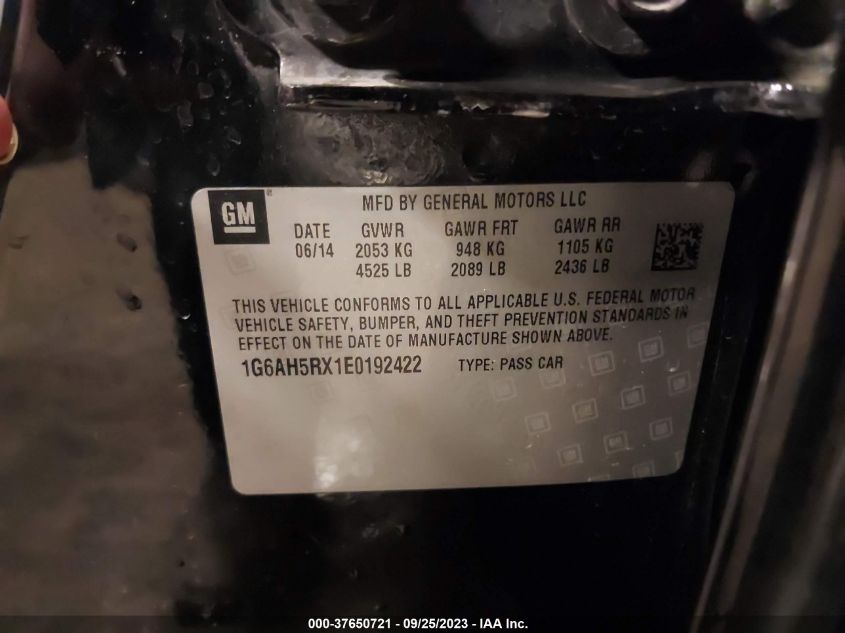 GM
MFD BY GENERAL MOTORS LLC
DATE GVWR GAWR FRT GAWR RR
06/14 2053 KG 948 KG 1105 KG
4525 LB 2089 LB 2436 LB
THIS VEHICLE CONFORMS TO ALL APPLICABLE U.S. FEDERAL MOTOR
VEHICLE SAFETY, BUMPER, AND THEFT PREVENTION STANDARDS IN
EFFECT ON THE DATE OF MANUFACTURE SHOWN ABOVE.
1G6AH5RX1E0192422 TYPE: PASS CAR
000-37650721 - 09/25/2023 - IAA Inc.